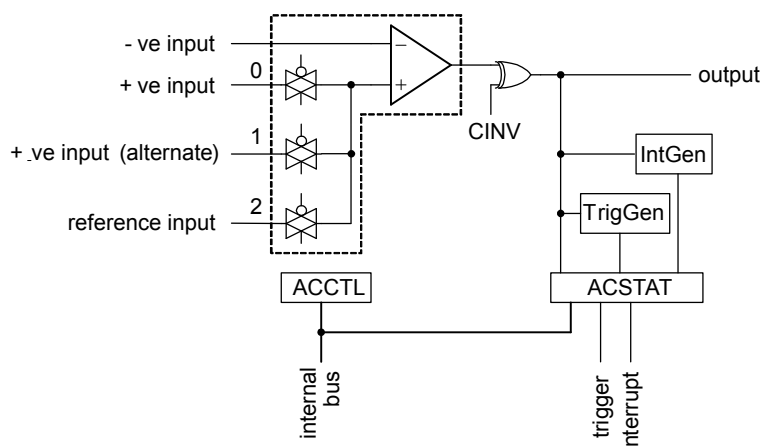 - ve input
0
+ ve input
1
+ ve input (alternate)
2
reference input
−
+
CINV
output
IntGen
TrigGen
ACCTL
ACSTAT
internal
bus
trigger
nterrupt